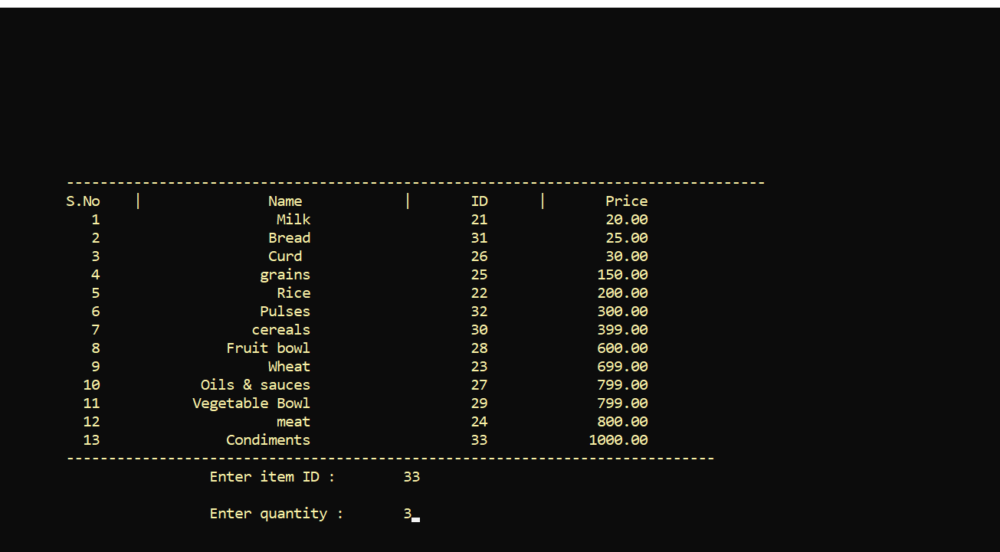 -----------------------------------------------------------------------------------
S.No    |               Name            |       ID      |       Price
1 Milk 21 20.00
2 Bread 31 25.00
3 Curd 26 30.00
4 grains 25 150.00
5 Rice 22 200.00
6 Pulses 32 300.00
7 cereals 30 399.00
8 Fruit bowl 28 600.00
9 Wheat 23 699.00
10 Oils & sauces 27 799.00
11 Vegetable Bowl 29 799.00
12 meat 24 800.00
13 Condiments 33 1000.00
-----------------------------------------------------------------------------
Enter item ID : 33
Enter quantity : 3